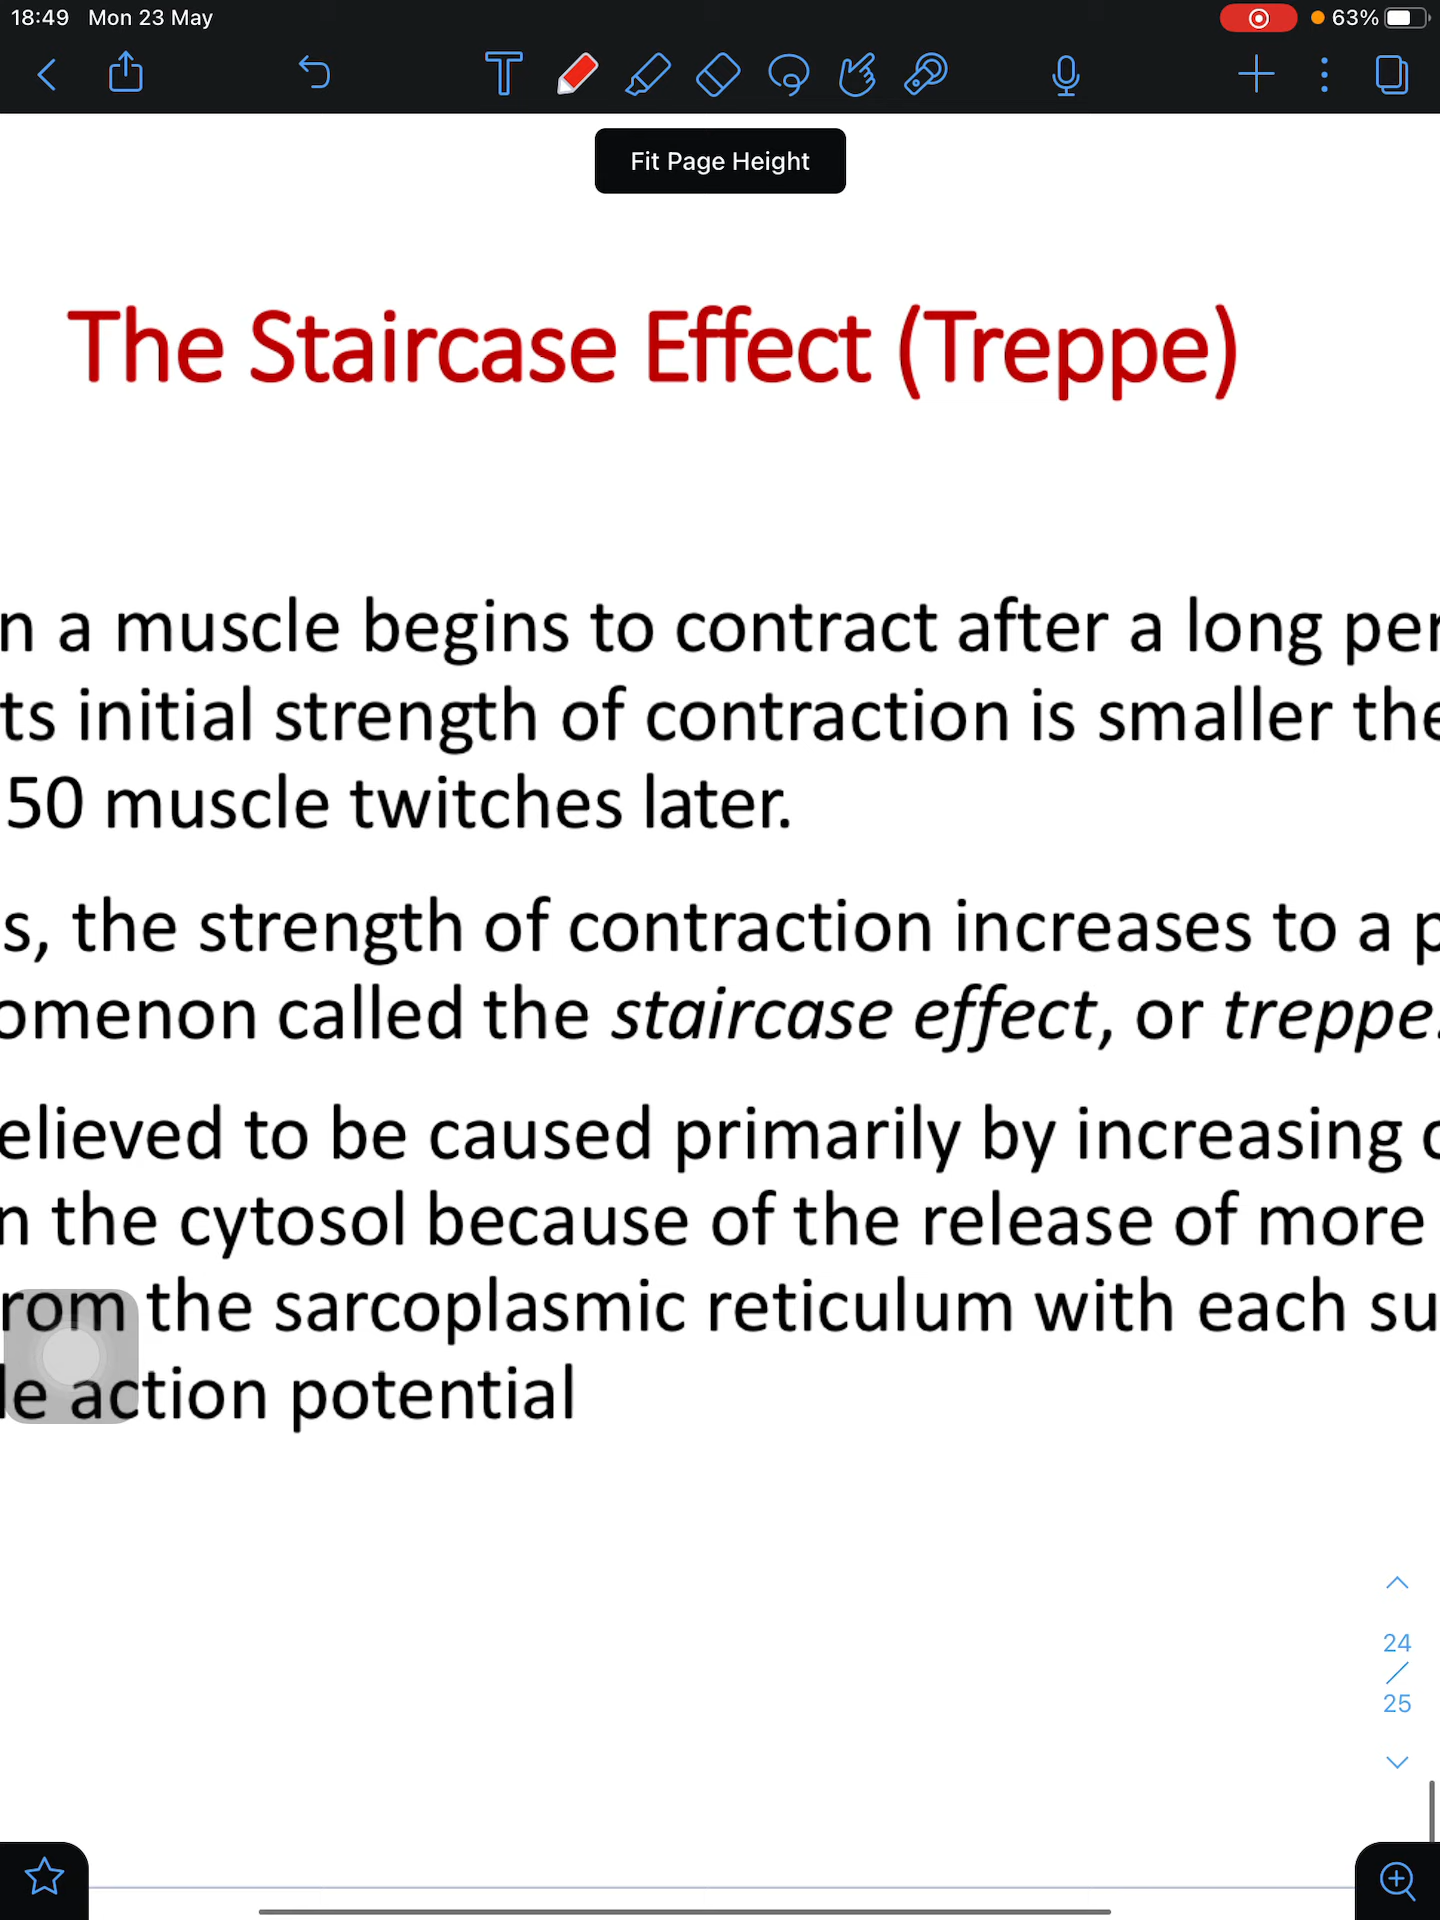 18:49 Mon 23 May
63%
Fit Page Height
The Staircase Effect (Treppe)
n a muscle begins to contract after a long per
ts initial strength of contraction is smaller the
50 muscle twitches later.
s, the strength of contraction increases to a p
omenon called the staircase effect, or treppe.
elieved to be caused primarily by increasing c
n the cytosol because of the release of more
rom the sarcoplasmic reticulum with each su
le action potential
24
/
25